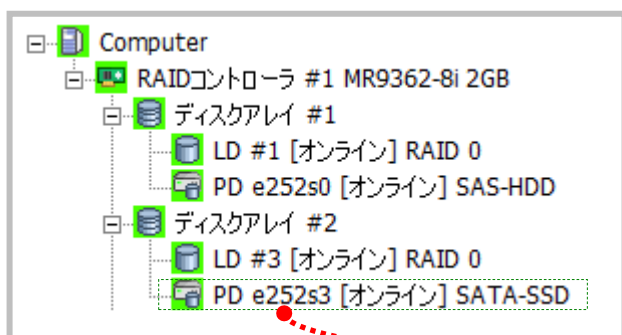 Computer
RAIDコントローラ #1 MR9362-8i 2GB
ディスクアレイ #1
LD #1 [オンライン] RAID 0
PD e252s0 [オンライン] SAS-HDD
ディスクアレイ #2
LD #3 [オンライン] RAID 0
PD e252s3 [オンライン] SATA-SSD